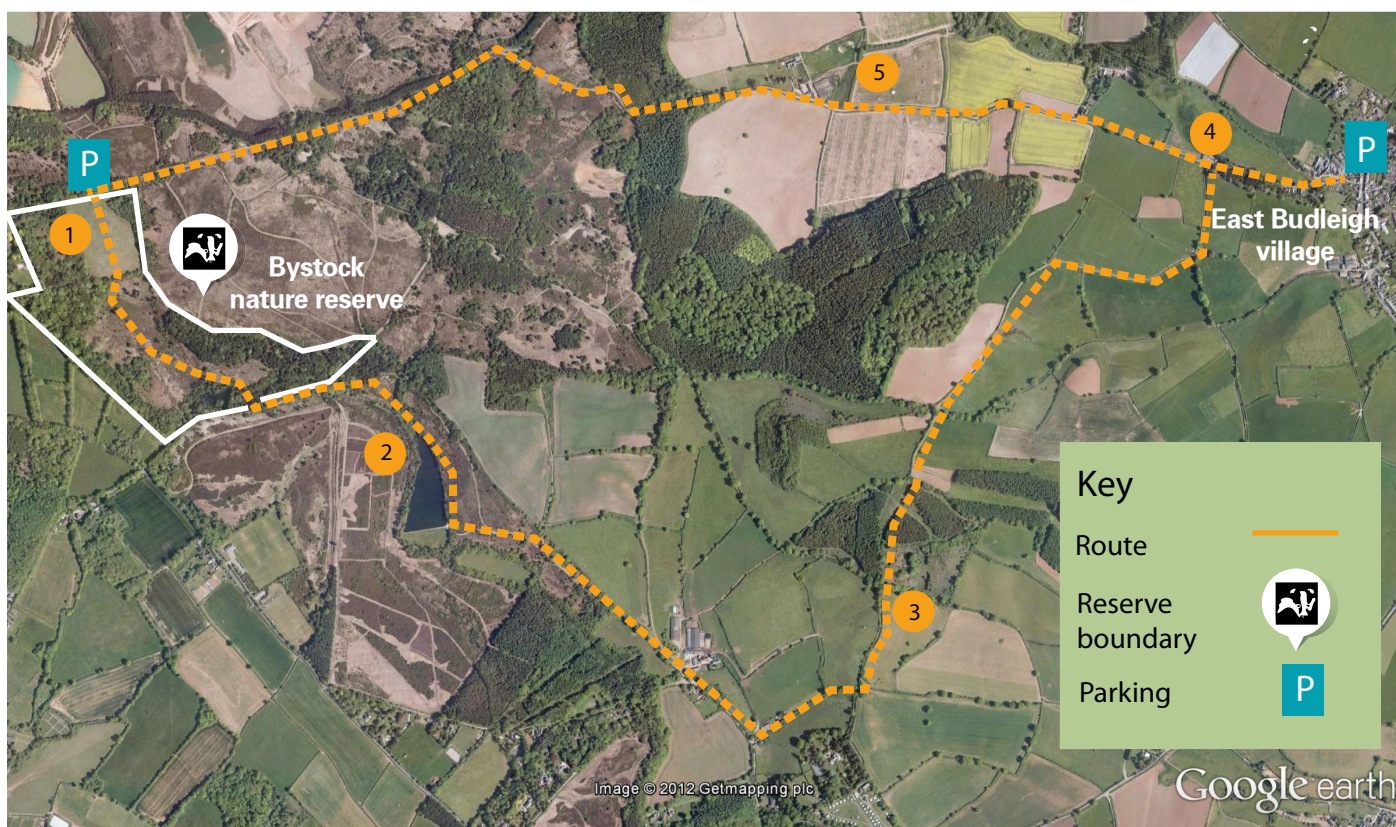 P
5
4
P
1
East Budleigh
village
Bystock
nature reserve
2
Key
Route
3
Reserve
boundary
Parking
P
Image © 2012 Getmapping plc
Google earth